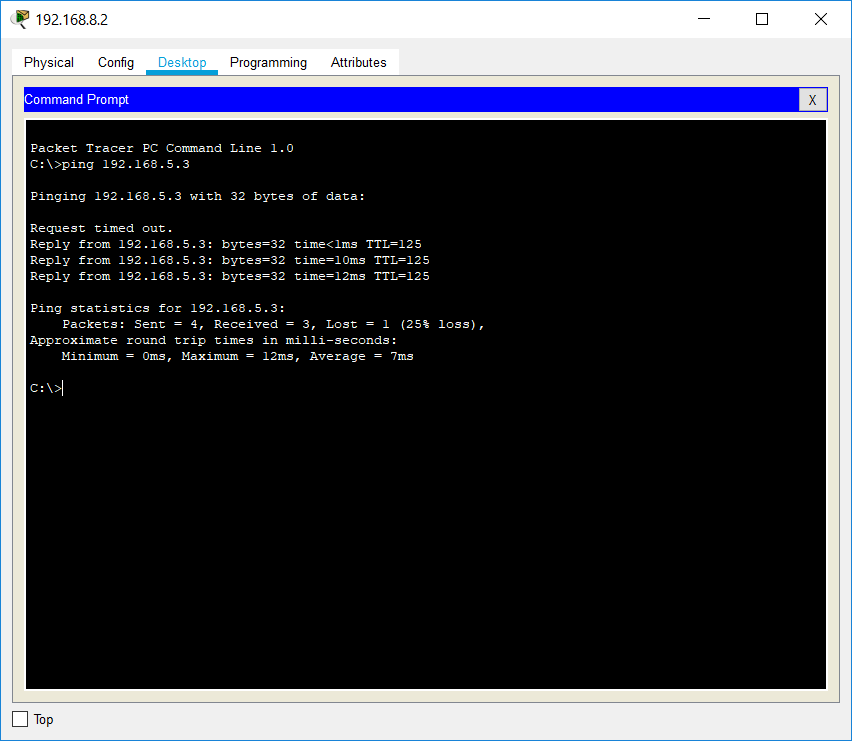 192.168.8.2
Physical Config Desktop Programming Attributes
Command Prompt X
Packet Tracer PC Command Line 1.0
C:\>ping 192.168.5.3
Pinging 192.168.5.3 with 32 bytes of data:
Request timed out.
Reply from 192.168.5.3: bytes=32 time<1ms TTL=125
Reply from 192.168.5.3: bytes=32 time=10ms TTL=125
Reply from 192.168.5.3: bytes=32 time=12ms TTL=125
Ping statistics for 192.168.5.3:
Packets: Sent = 4, Received = 3, Lost = 1 (25% loss),
Approximate round trip times in milli-seconds:
Minimum = 0ms, Maximum = 12ms, Average = 7ms
C:\>
Top